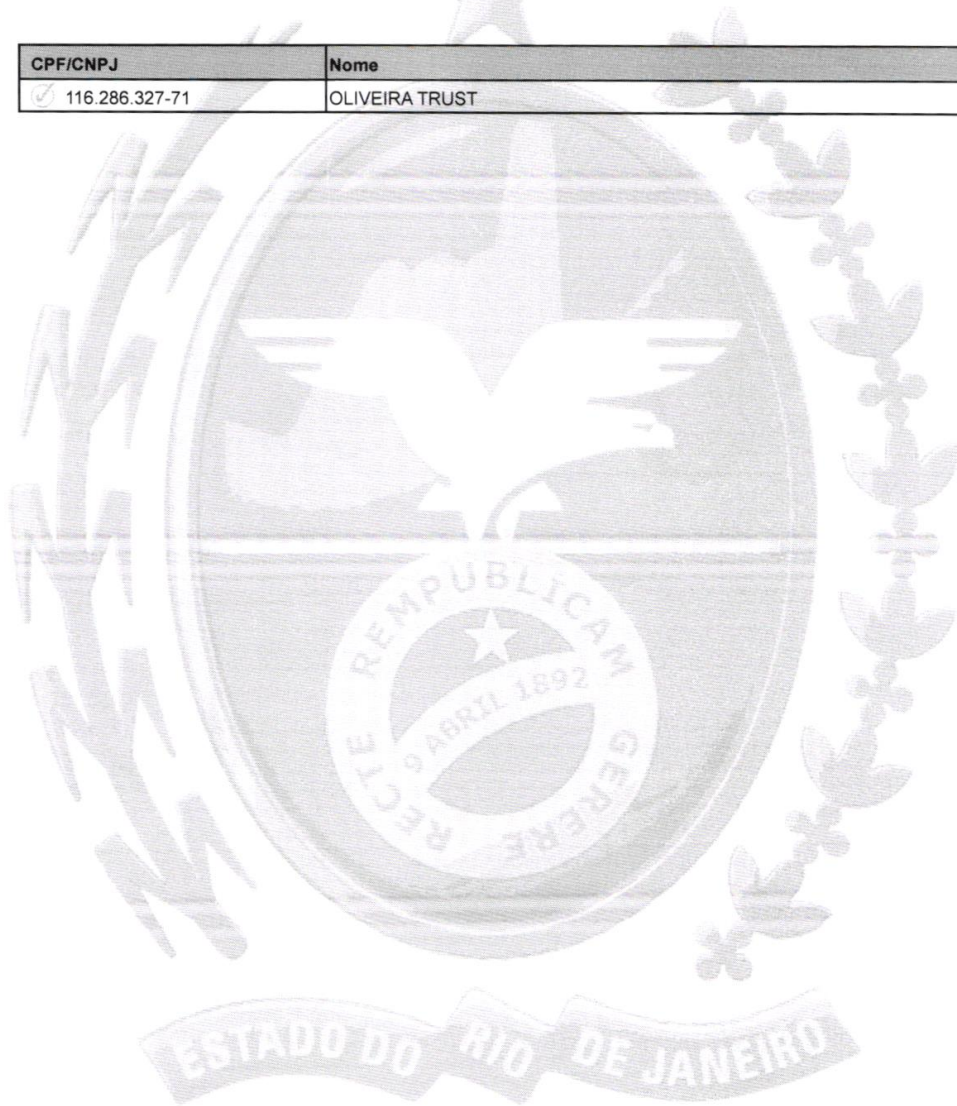 CPF/CNPJ Nome
116.286.327-71 OLIVEIRA TRUST
RECTE REMPUBLICAM GERERE
9 ABRIL 1892
ESTADO DO RIO DE JANEIRO